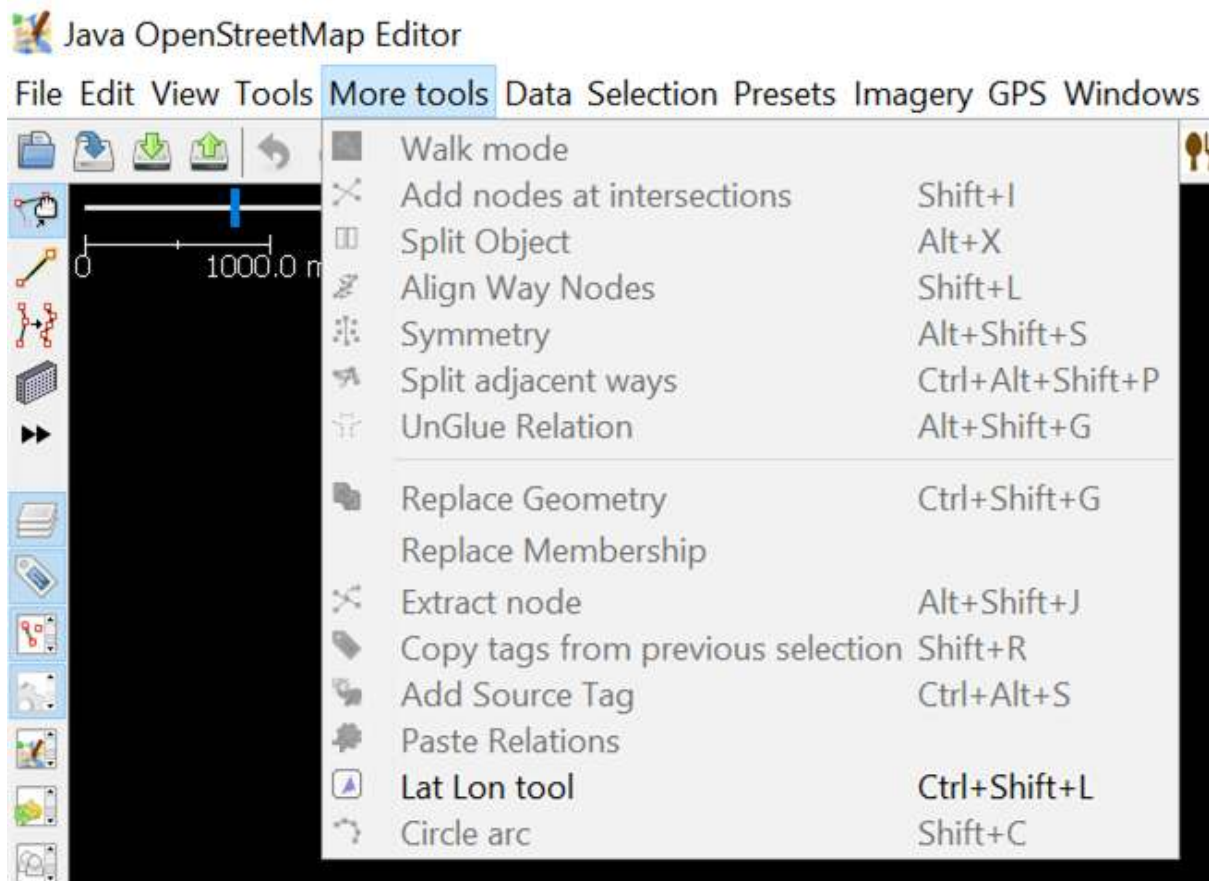 Java OpenStreetMap Editor
File Edit View Tools More tools Data Selection Presets Imagery GPS Windows
Walk mode
Add nodes at intersections Shift+I
Split Object Alt+X
0 1000.0 m
Align Way Nodes Shift+L
Symmetry Alt+Shift+S
Split adjacent ways Ctrl+Alt+Shift+P
UnGlue Relation Alt+Shift+G
Replace Geometry Ctrl+Shift+G
Replace Membership
Extract node Alt+Shift+J
Copy tags from previous selection Shift+R
Add Source Tag Ctrl+Alt+S
Paste Relations
Lat Lon tool Ctrl+Shift+L
Circle arc Shift+C